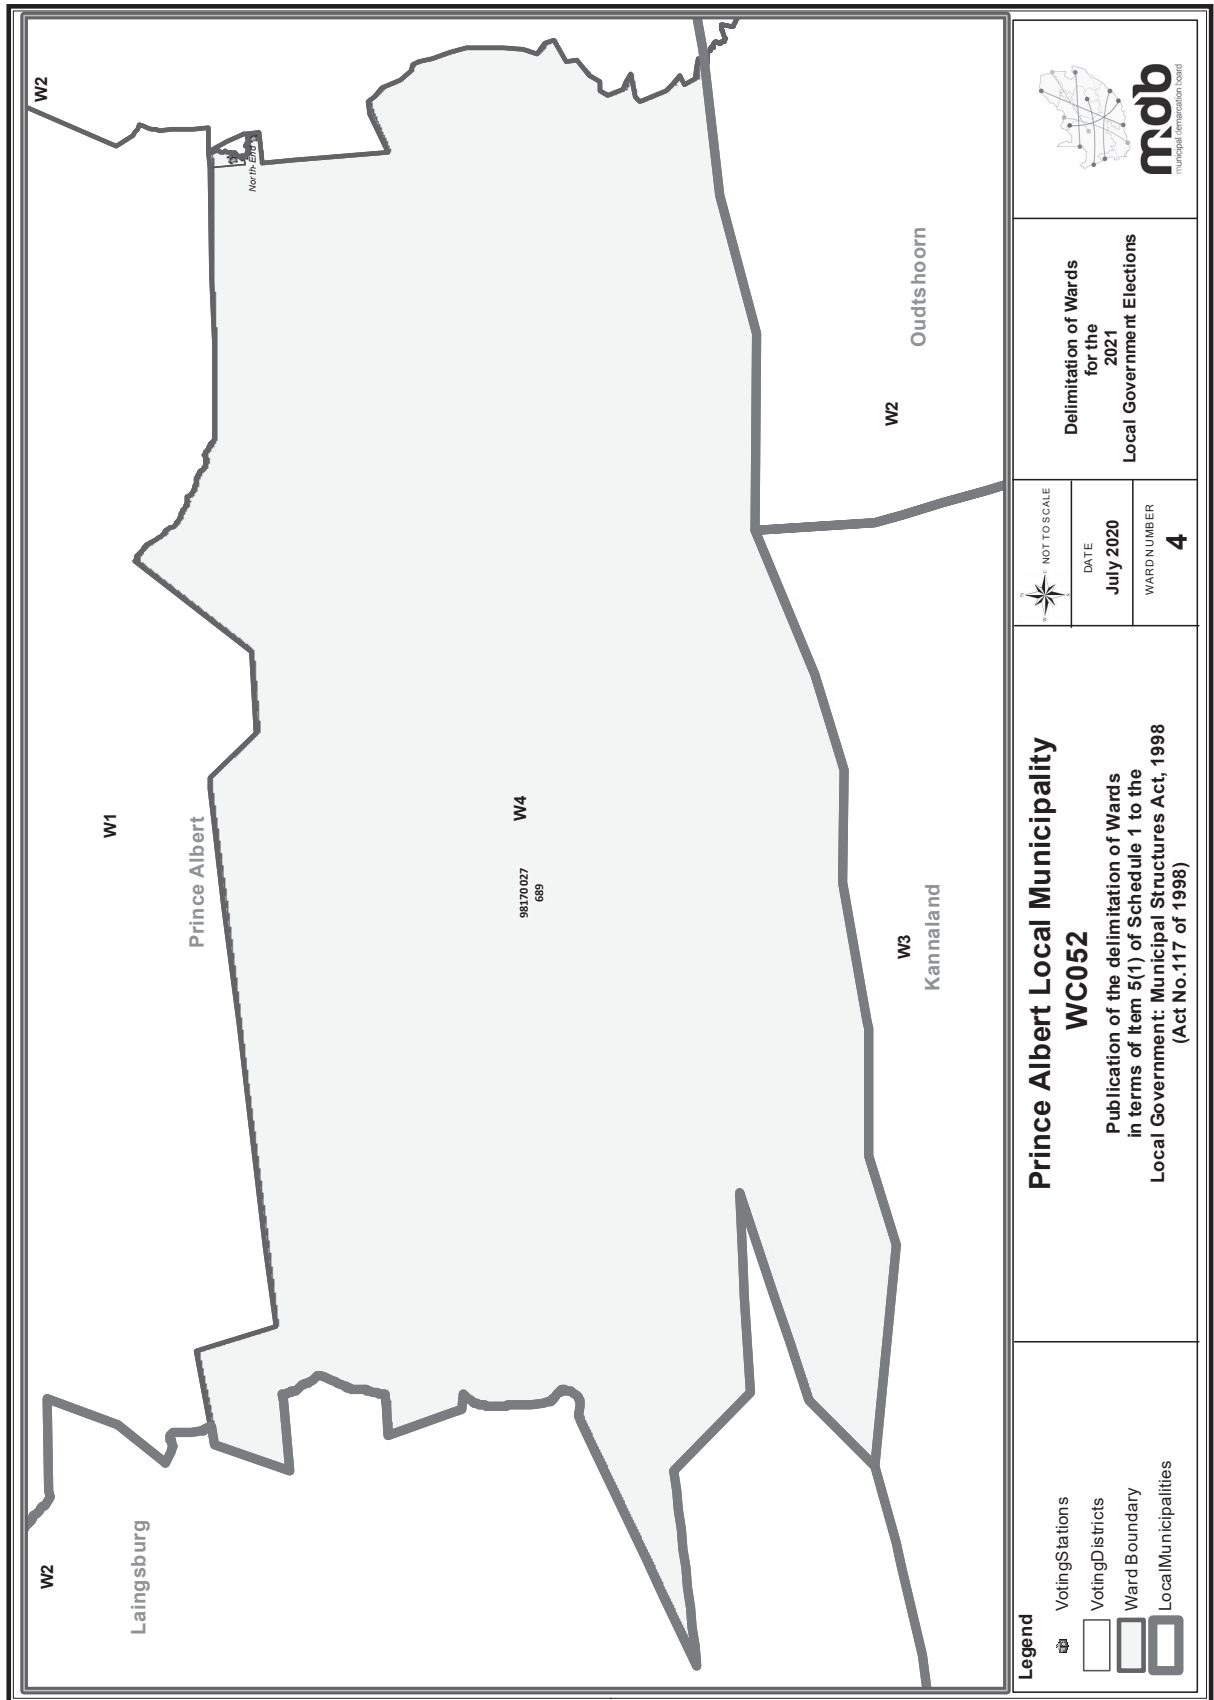 W2
W1
Prince Albert
North-End
W4
98170027
689
Laingsburg
W2
W3
Kannaland
W2
Oudtshoorn
Legend
VotingStations
VotingDistricts
Ward Boundary
LocalMunicipalities
Prince Albert Local Municipality
WC052
Publication of the delimitation of Wards
in terms of Item 5(1) of Schedule 1 to the
Local Government: Municipal Structures Act, 1998
(Act No.117 of 1998)
N
W
E
S
NOT TO SCALE
DATE
July 2020
WARD NUMBER
4
Delimitation of Wards
for the
2021
Local Government Elections
mdb
municipal demarcation board